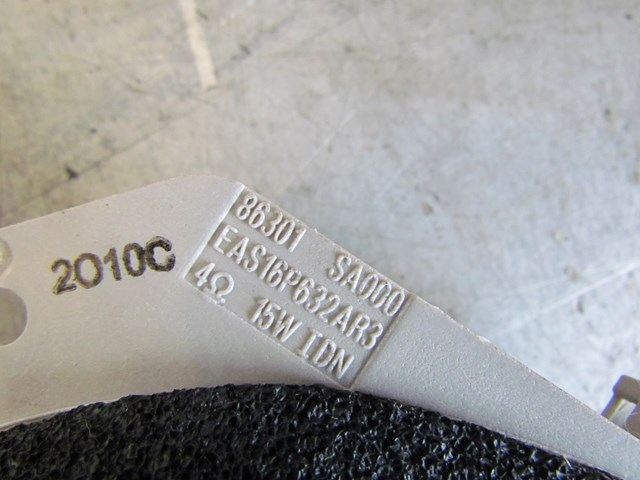 2010C
86301 SA000
EAS16P632AR3
4Ω 15W IDN